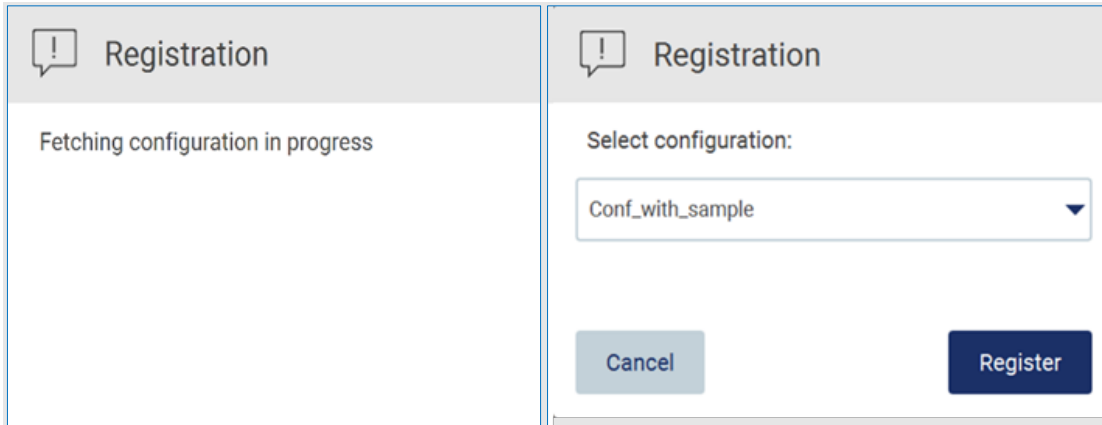 Registration
Fetching configuration in progress
Registration
Select configuration:
Conf_with_sample
Cancel
Register